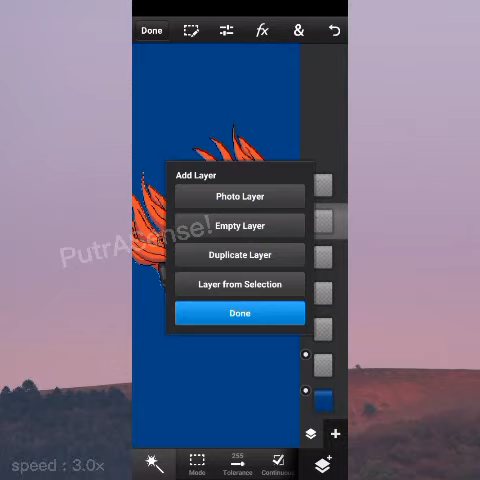 Done
fx
&
Add Layer
Photo Layer
Empty Layer
Duplicate Layer
Layer from Selection
Done
PutrASense!
255
Mode
Tolerance
Continuous
speed : 3.0x